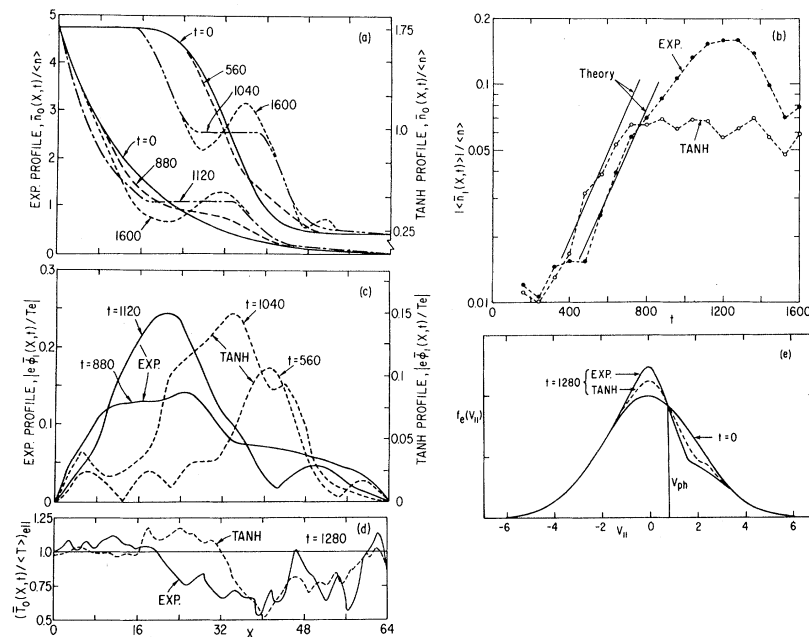 5
4
3
2
1
0
EXP. PROFILE, n̄₀(X,t)/<n>
(a)
t=0
560
1040
1600
t=0
880
1120
1600
1.75
1.0
0.25
TANH PROFILE, n̄₀(X,t)/<n>
0.2
0.1
0.05
0.01
|<ñ₁(X,t)>|/<n>
(b)
EXP.
Theory
TANH
0 400 800 1200 1600
t
0.3
0.2
0.1
0
EXP. PROFILE, |eφ̄₁(X,t)/Te|
(c)
t=1120
t=1040
EXP.
TANH
t=880
t=560
0.15
0.1
0.05
0
TANH PROFILE, |eφ̄₁(X,t)/Te|
1.25
1.0
0.75
0.5
(T̄₀(X,t)/<T>)ell
TANH
t=1280
(d)
EXP.
0 16 32 48 64
X
(e)
t=1280 { EXP.
TANH
fe(V||)
t=0
Vph
-6 -4 -2 0 2 4 6
V||